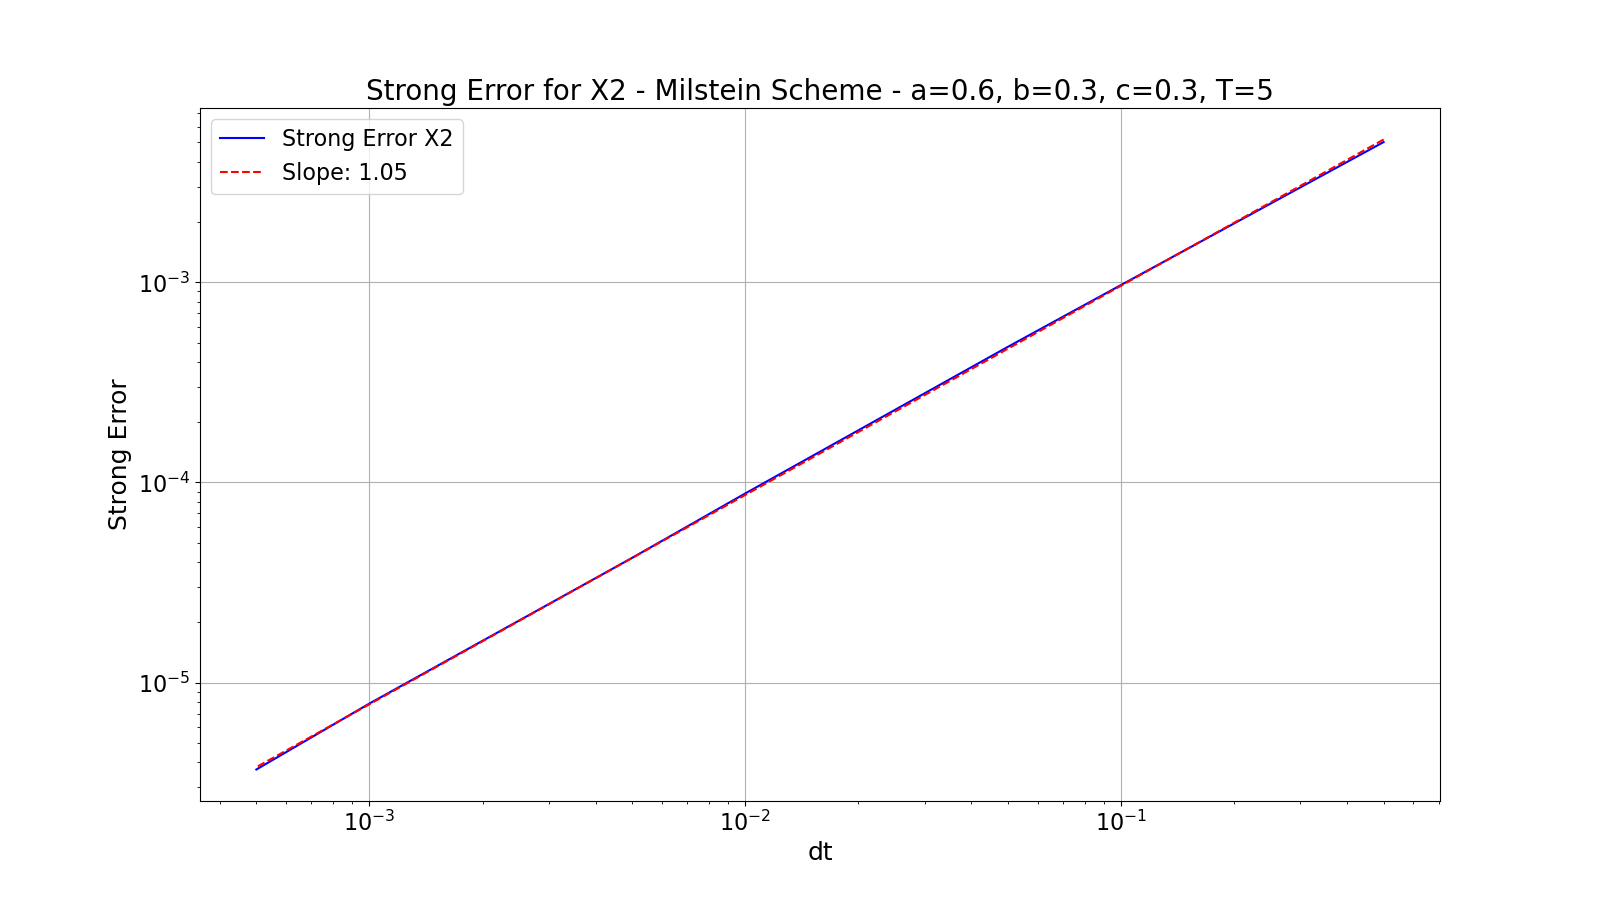 Strong Error for X2 - Milstein Scheme - a=0.6, b=0.3, c=0.3, T=5
Strong Error X2
Slope: 1.05
Strong Error
10⁻³
10⁻⁴
10⁻⁵
10⁻³ 10⁻² 10⁻¹
dt